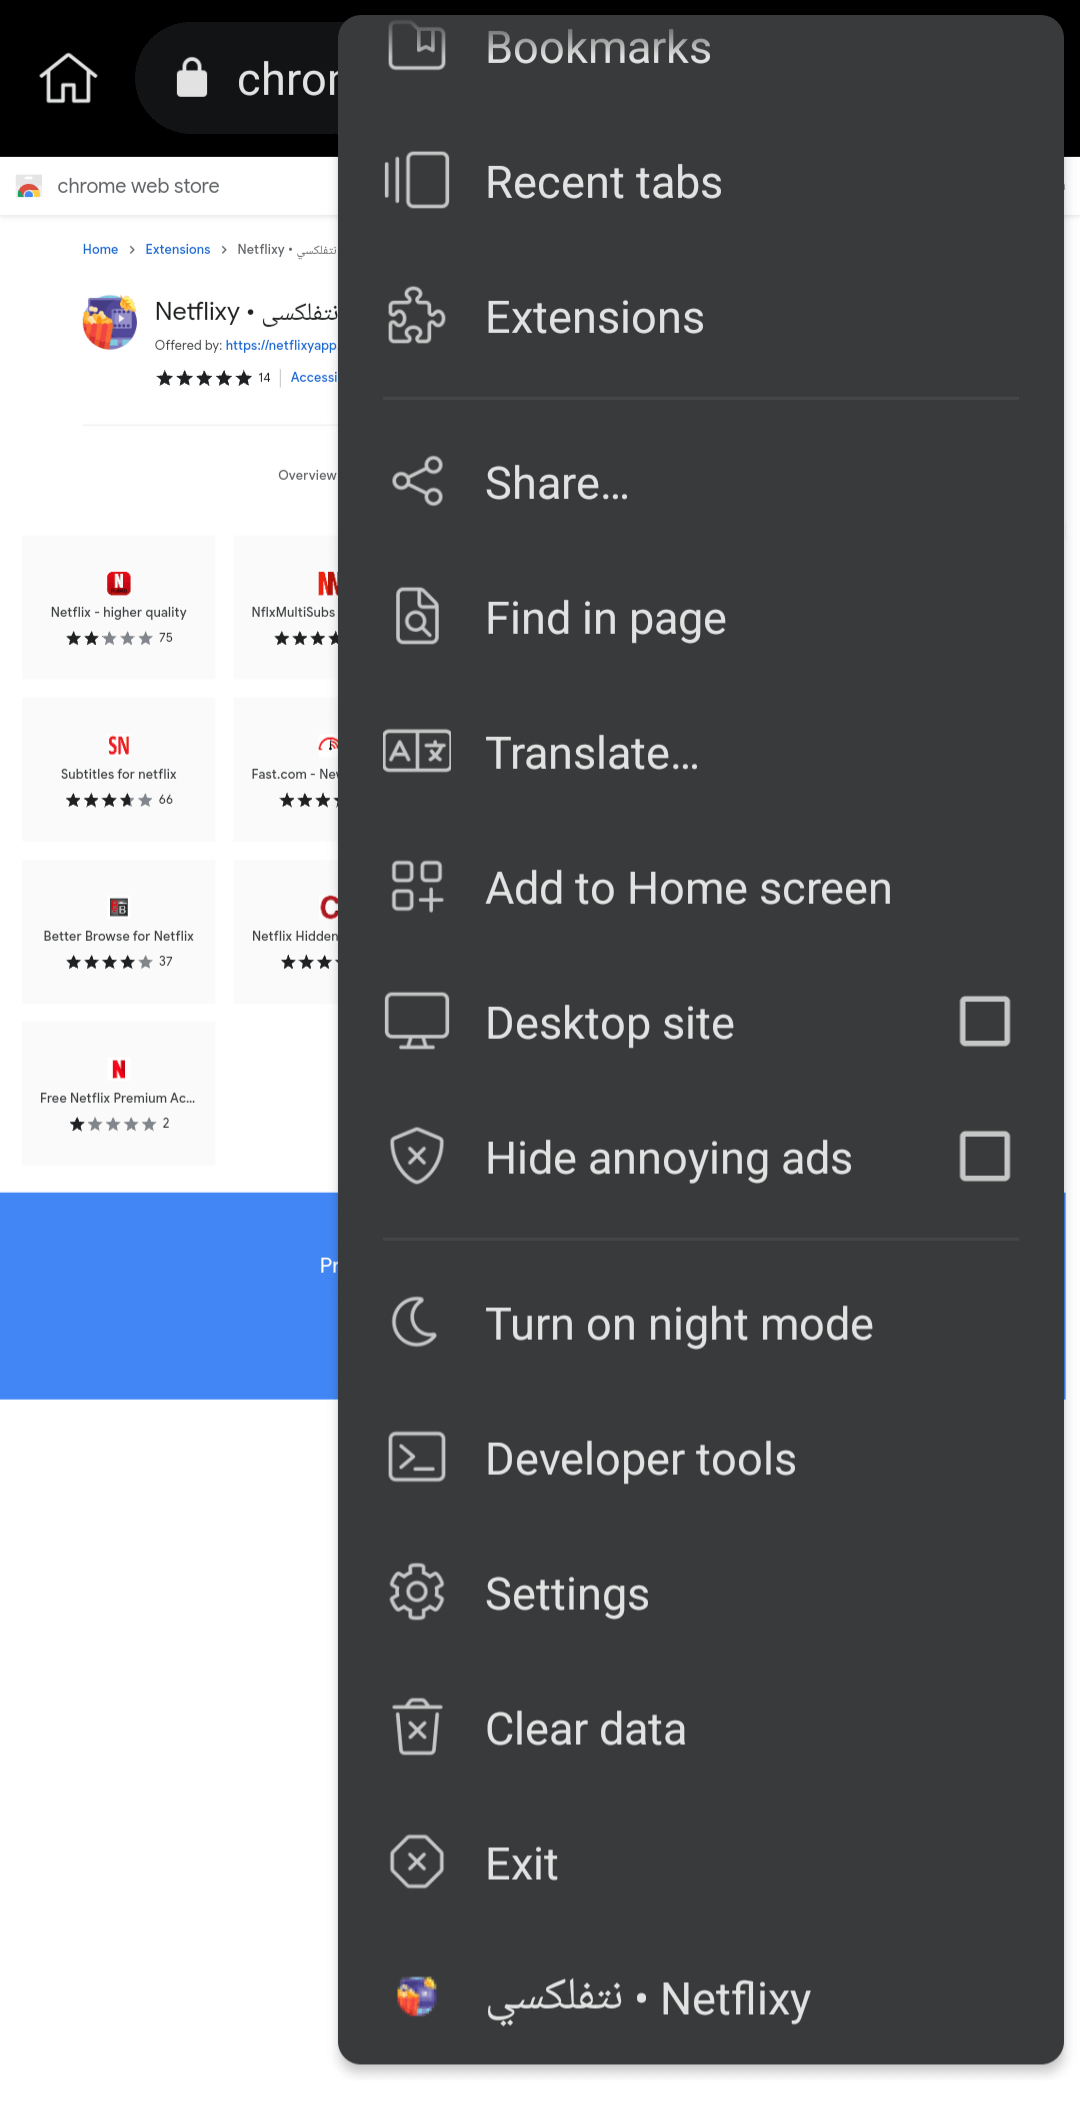 chror
Bookmarks
Recent tabs
Extensions
Share...
Find in page
Translate...
Add to Home screen
Desktop site
Hide annoying ads
Turn on night mode
Developer tools
Settings
Clear data
Exit
نتفلكسي • Netflixy
chrome web store
Home > Extensions > Netflixy • نتفلكسي
Netflixy • نتفلكسي
Offered by: https://netflixyapp
14 Accessi
Overview
Netflix - higher quality
75
NflxMultiSubs
SN
Subtitles for netflix
66
Fast.com - Ne
Better Browse for Netflix
37
Netflix Hidden
Free Netflix Premium Ac...
2
Pr